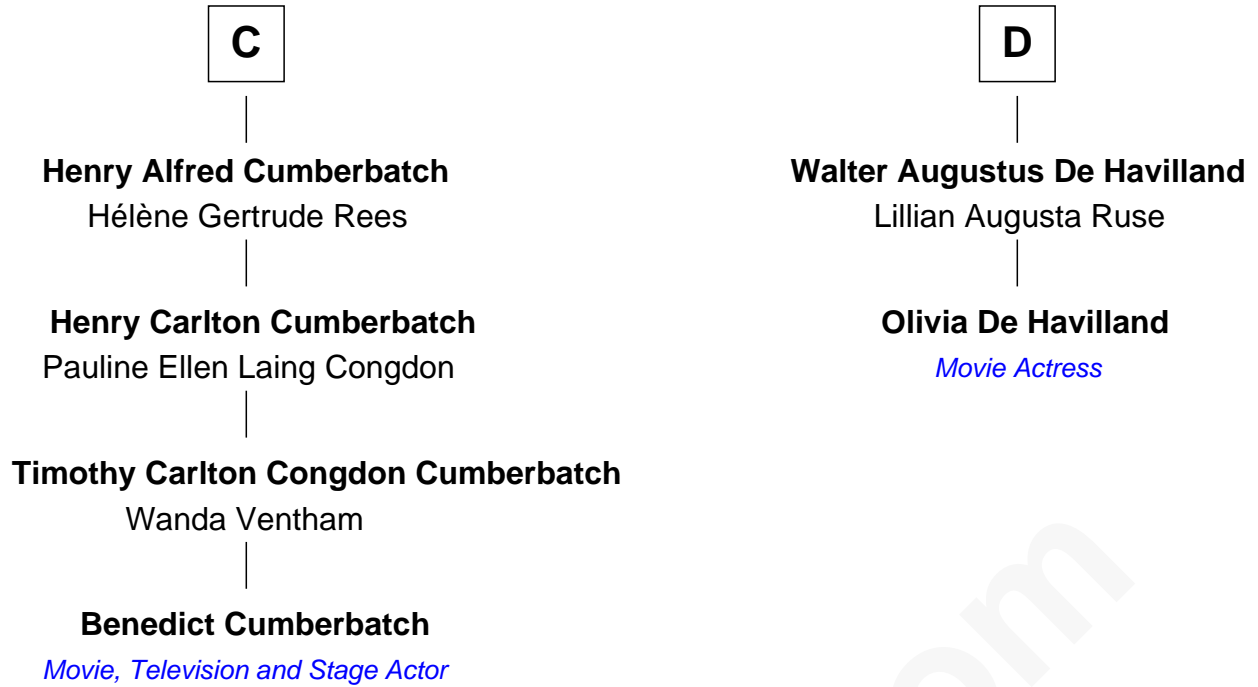 C
Henry Alfred Cumberbatch
Hélène Gertrude Rees
Henry Carlton Cumberbatch
Pauline Ellen Laing Congdon
Timothy Carlton Congdon Cumberbatch
Wanda Ventham
Benedict Cumberbatch
Movie, Television and Stage Actor
D
Walter Augustus De Havilland
Lillian Augusta Ruse
Olivia De Havilland
Movie Actress